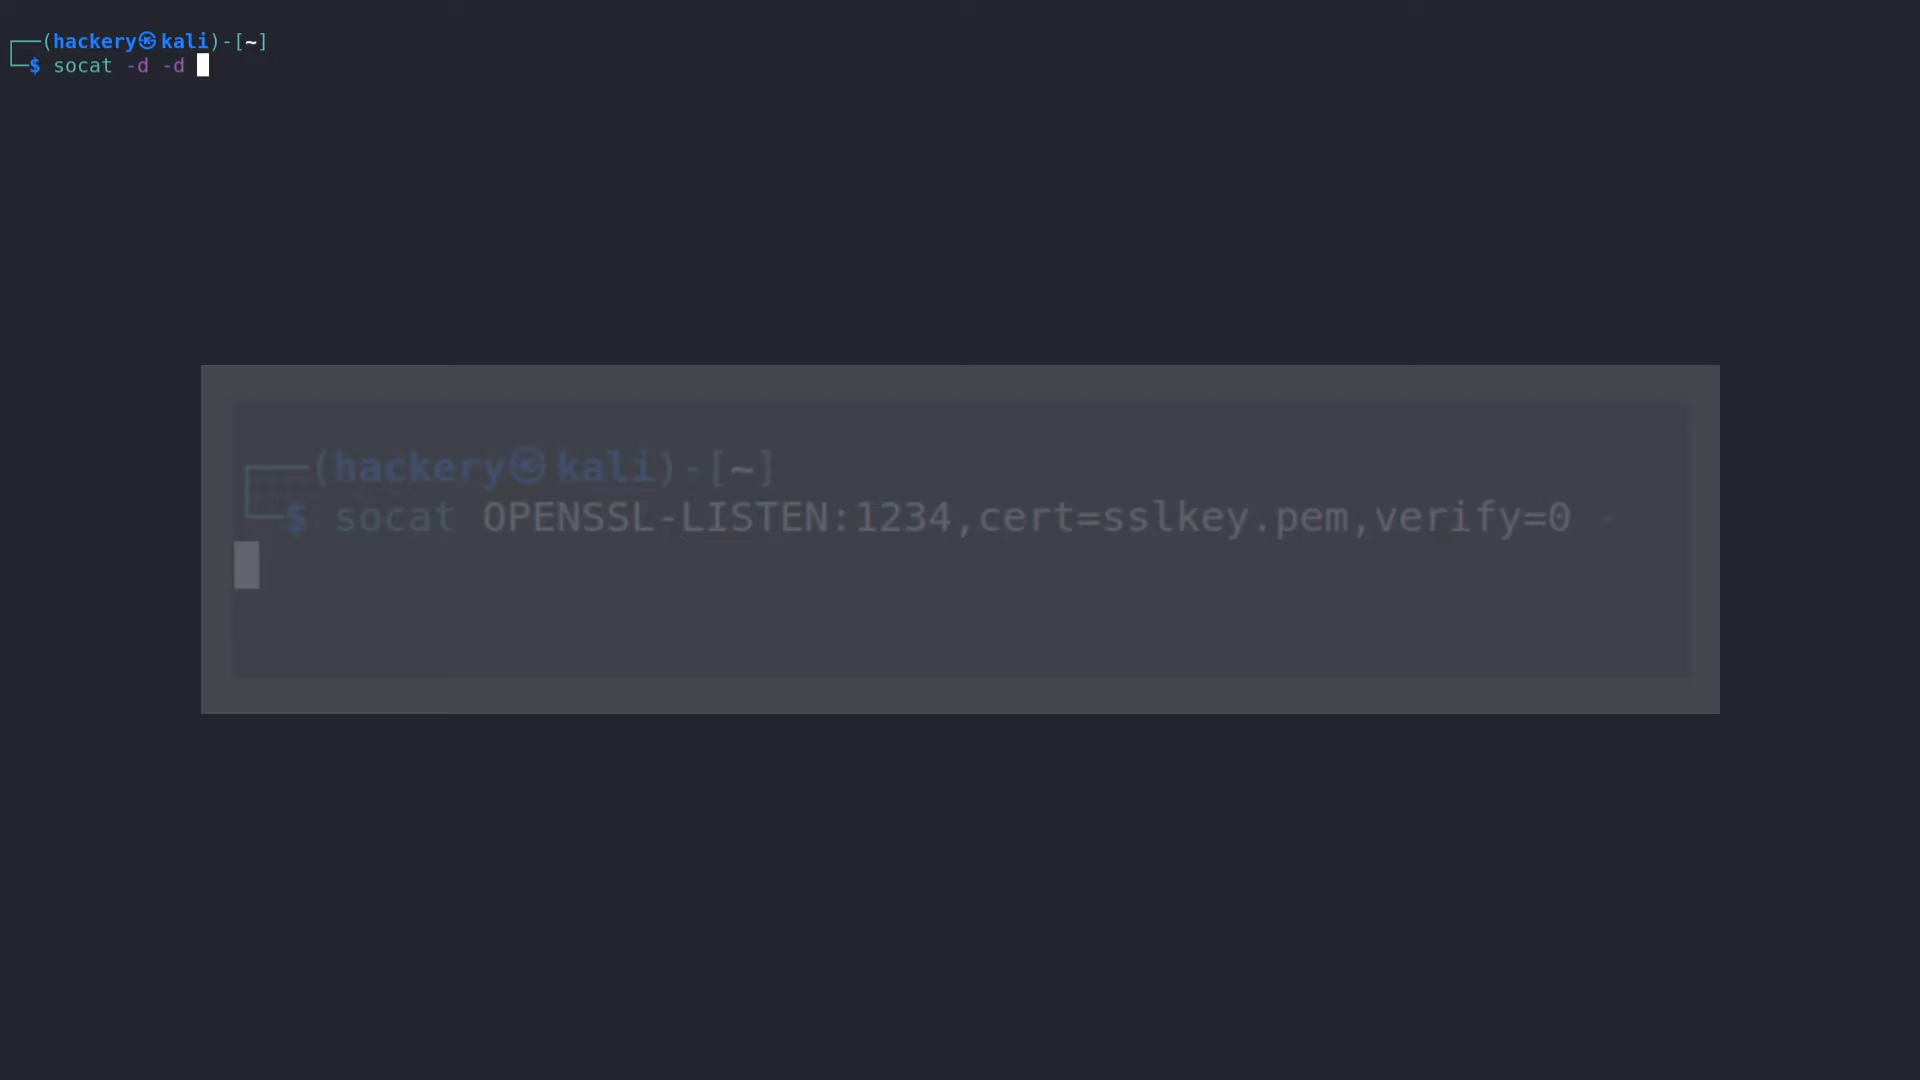 ┌──(hackery㉿kali)-[~]
└─$ socat -d -d
┌──(hackery㉿kali)-[~]
└─$ socat OPENSSL-LISTEN:1234,cert=sslkey.pem,verify=0 -